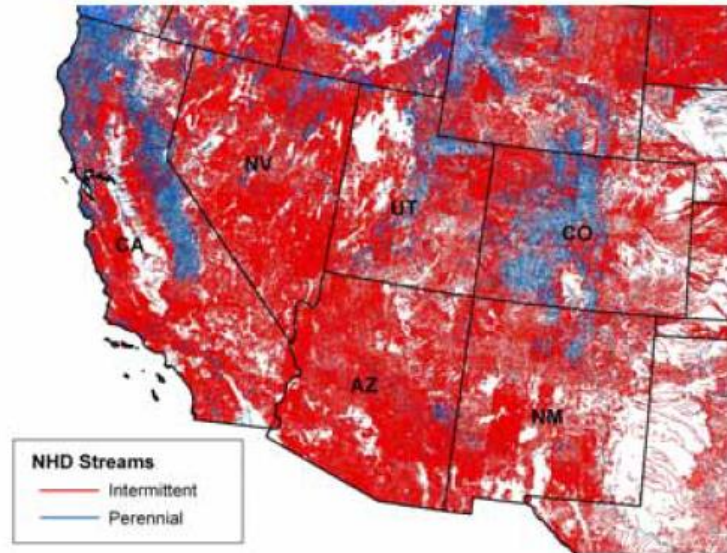 NV
UT
CO
CA
AZ
NM
NHD Streams
Intermittent
Perennial